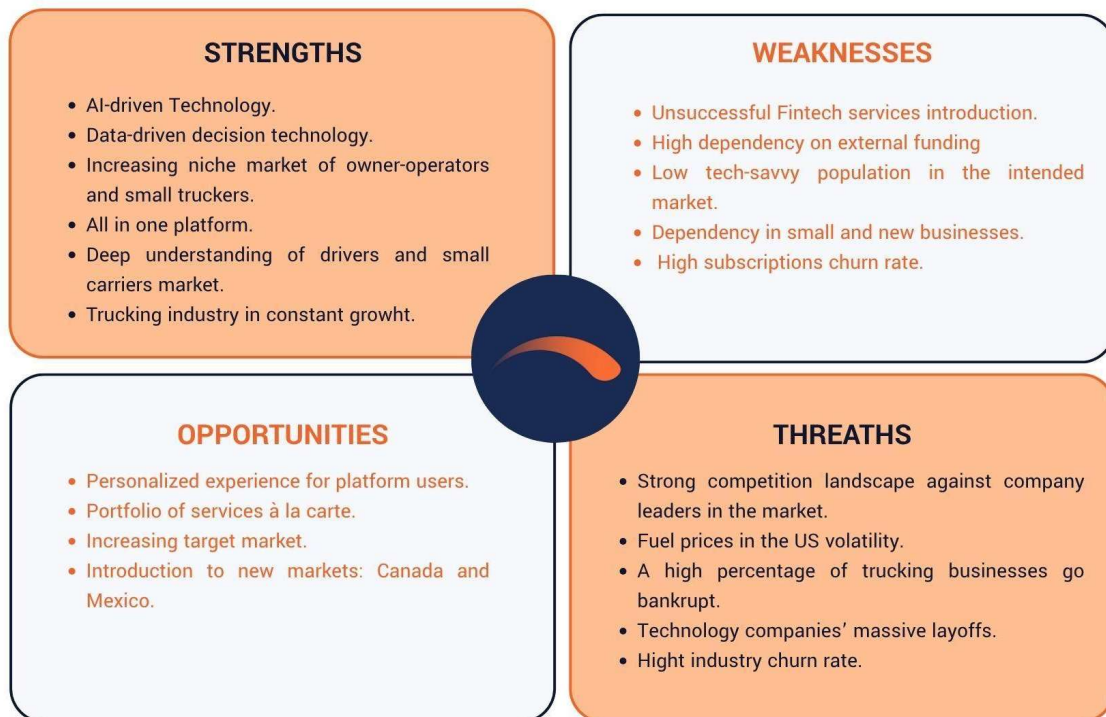 STRENGTHS
• AI-driven Technology.
• Data-driven decision technology.
• Increasing niche market of owner-operators
and small truckers.
• All in one platform.
• Deep understanding of drivers and small
carriers market.
• Trucking industry in constant growht.
WEAKNESSES
• Unsuccessful Fintech services introduction.
• High dependency on external funding
• Low tech-savvy population in the intended
market.
• Dependency in small and new businesses.
• High subscriptions churn rate.
OPPORTUNITIES
• Personalized experience for platform users.
• Portfolio of services à la carte.
• Increasing target market.
• Introduction to new markets: Canada and
Mexico.
THREATHS
• Strong competition landscape against company
leaders in the market.
• Fuel prices in the US volatility.
• A high percentage of trucking businesses go
bankrupt.
• Technology companies’ massive layoffs.
• Hight industry churn rate.